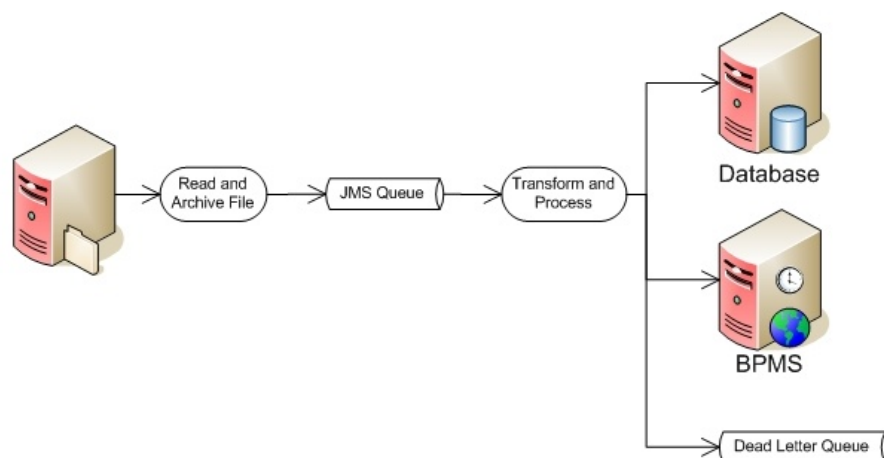 Read and
Archive File
JMS Queue
Transform and
Process
Database
BPMS
Dead Letter Queue